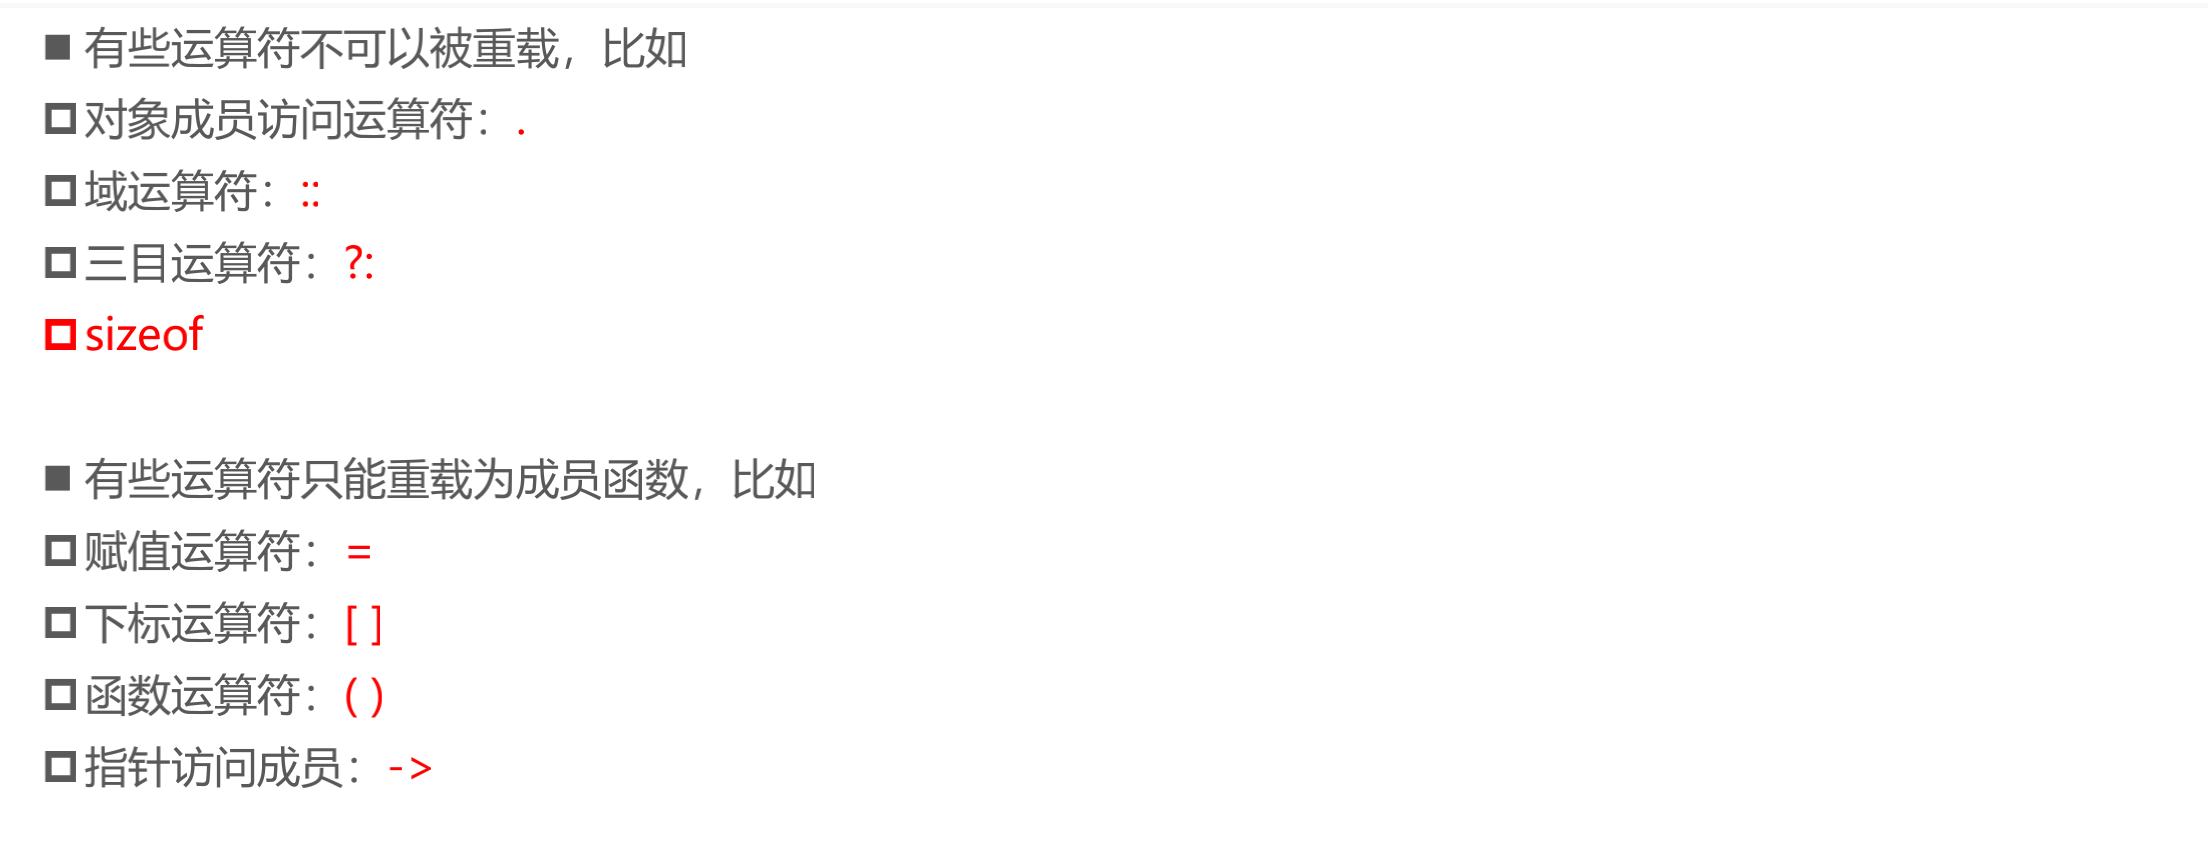 ■ 有些运算符不可以被重载，比如
◻ 对象成员访问运算符：.
◻ 域运算符：::
◻ 三目运算符：?:
◻ sizeof
■ 有些运算符只能重载为成员函数，比如
◻ 赋值运算符：=
◻ 下标运算符：[ ]
◻ 函数运算符：( )
◻ 指针访问成员：->